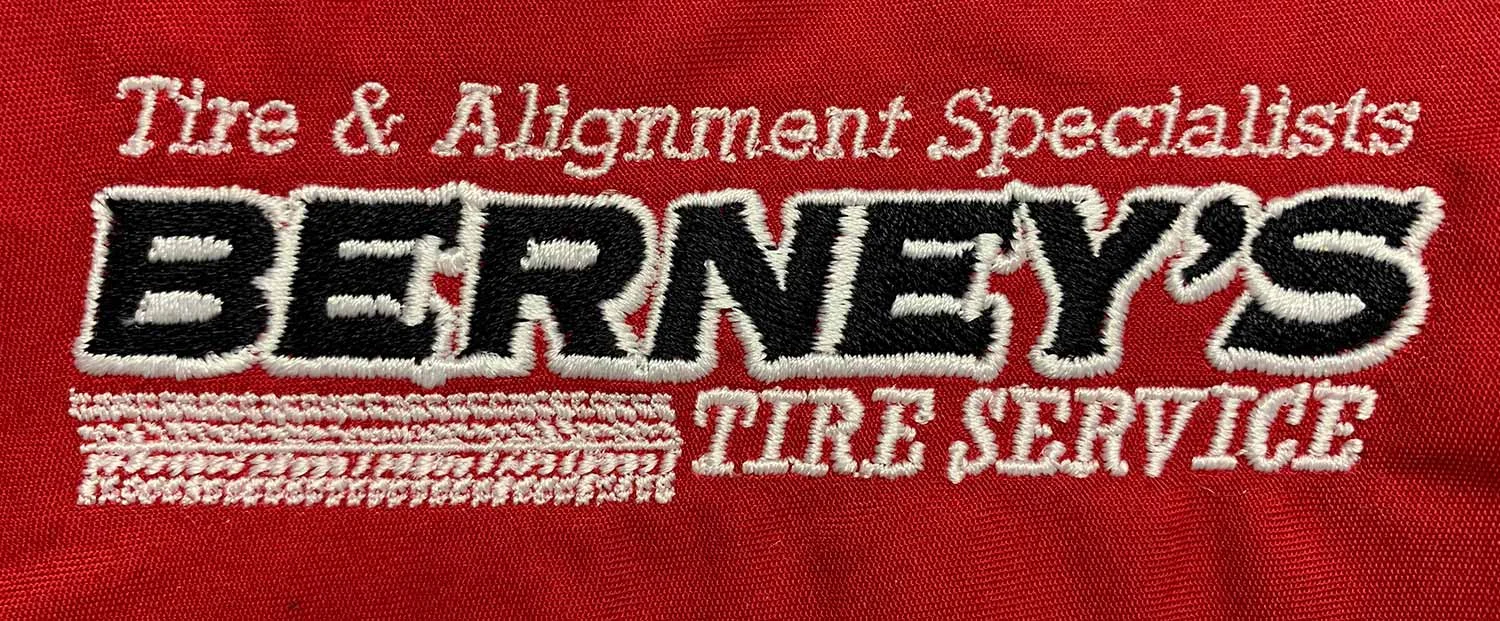 Tire & Alignment Specialists
BERNEY'S
TIRE SERVICE